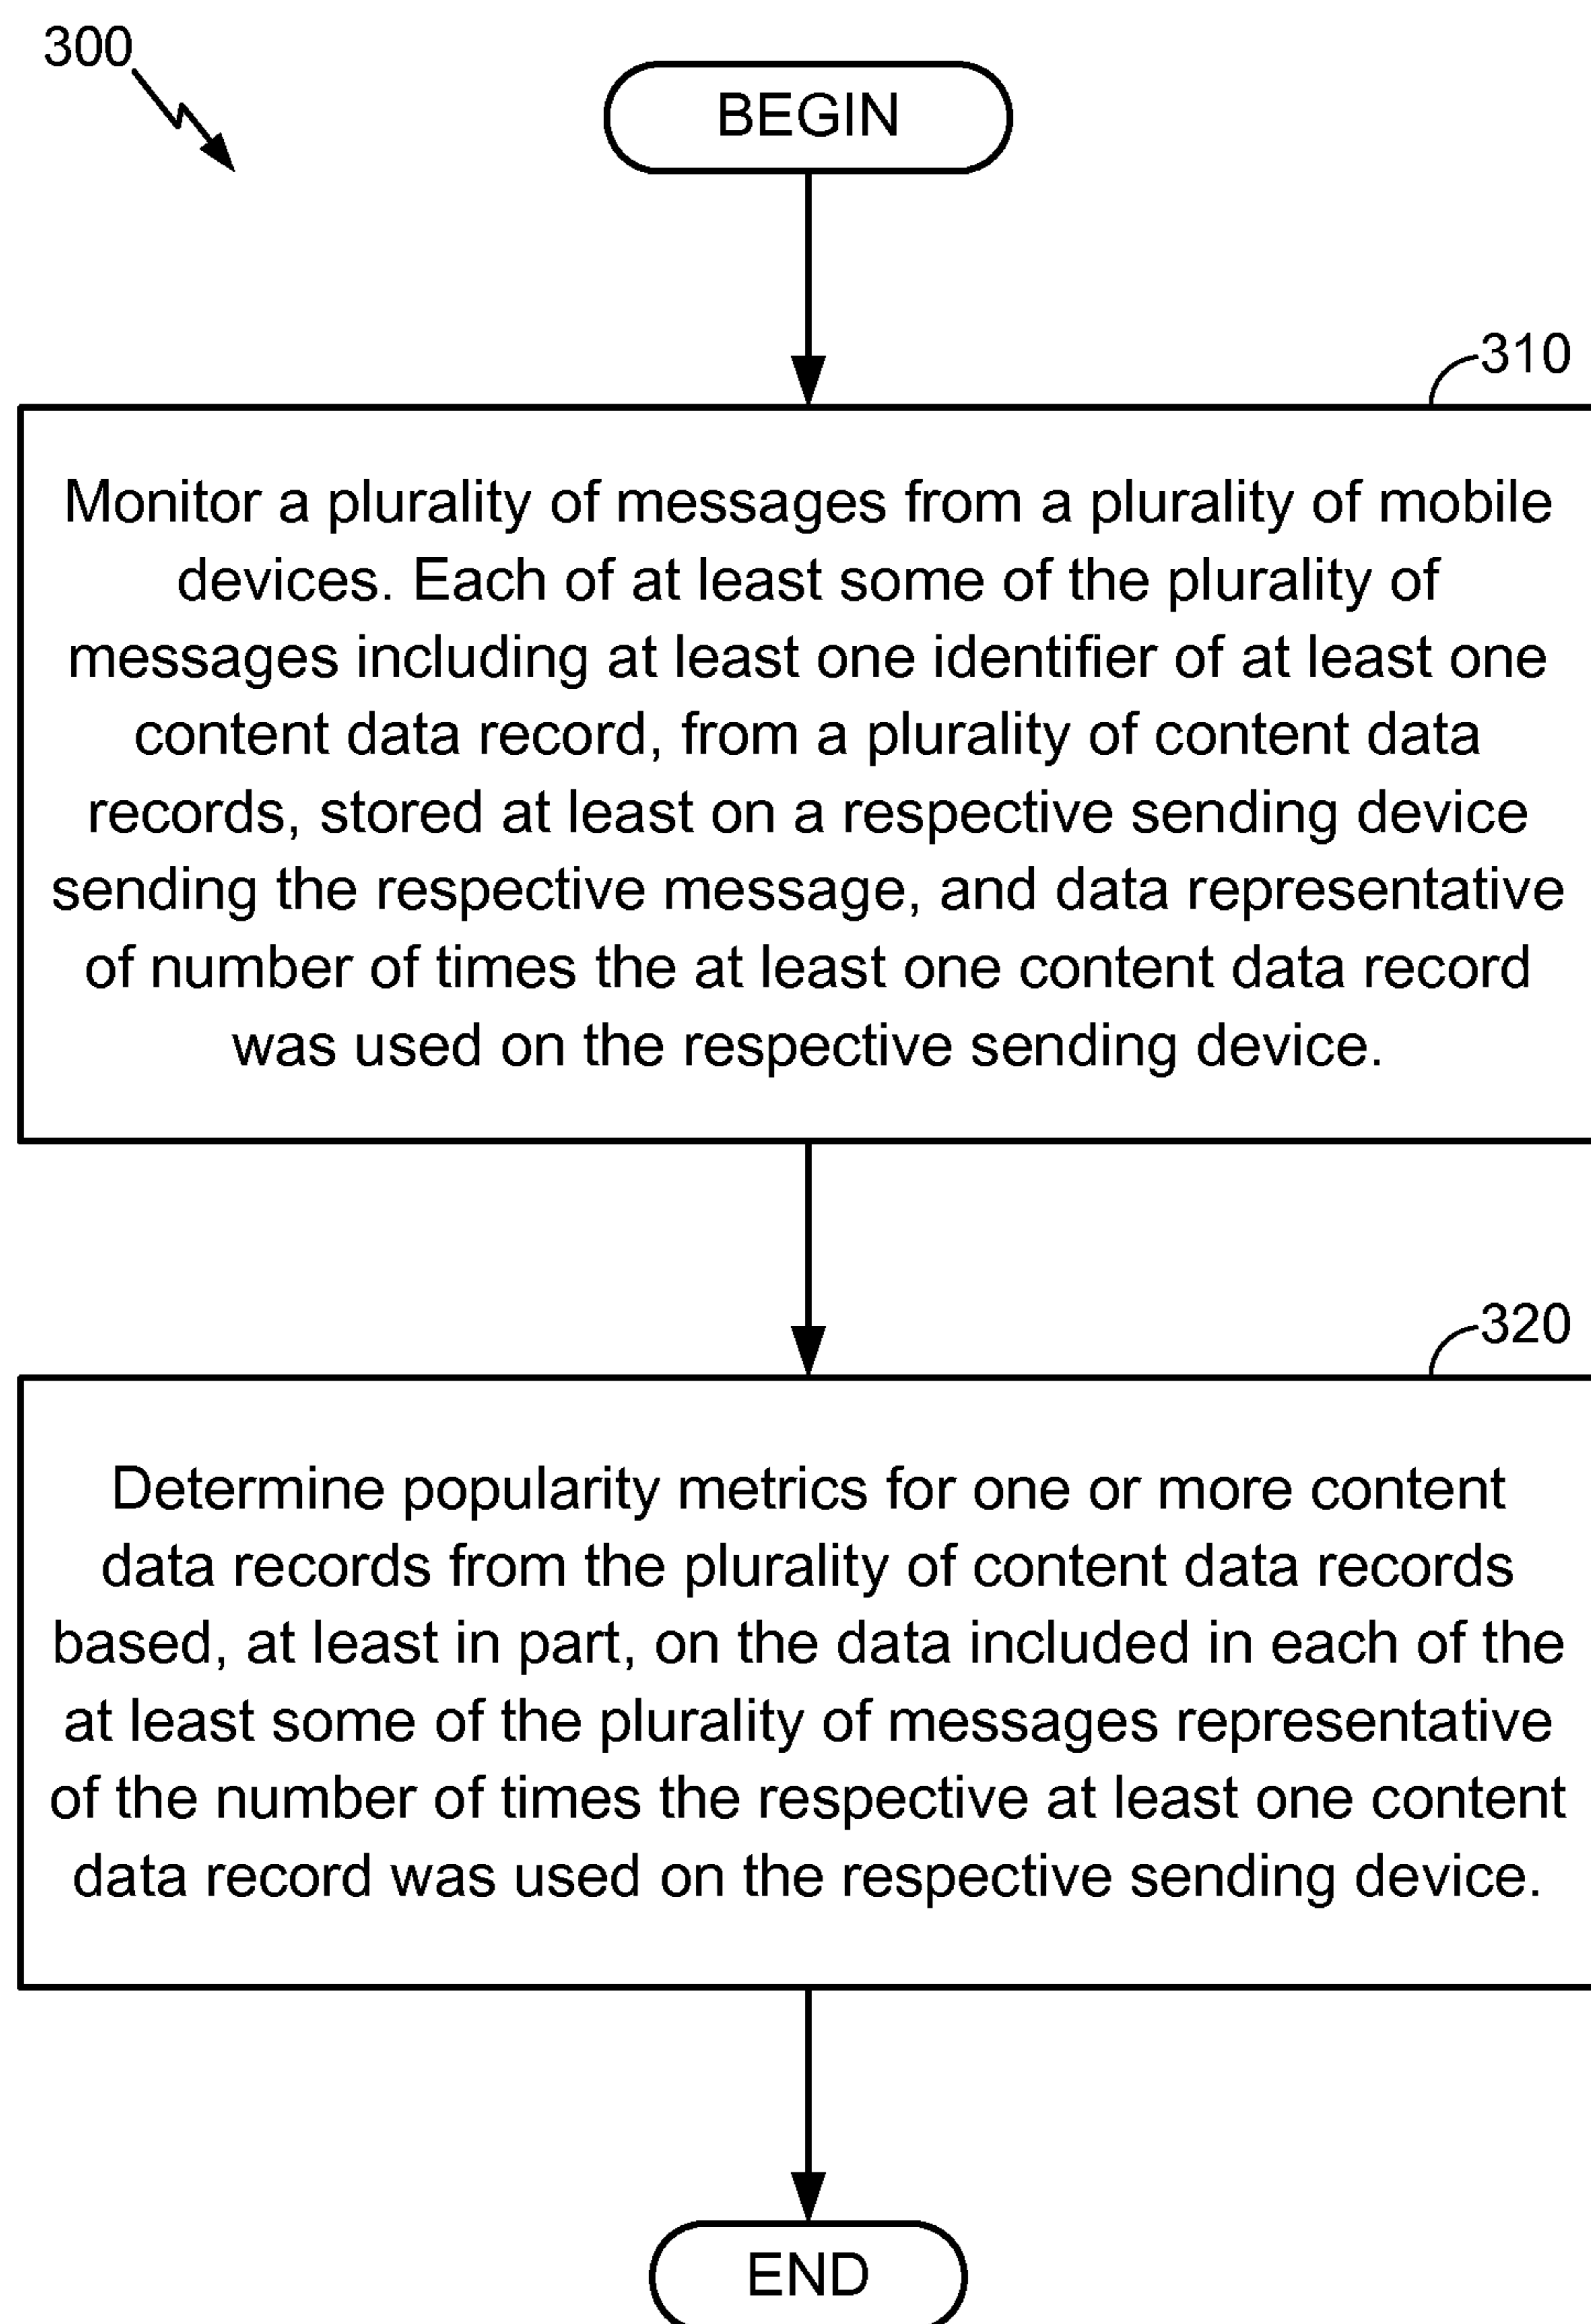 300
BEGIN
310
Monitor a plurality of messages from a plurality of mobile
devices. Each of at least some of the plurality of
messages including at least one identifier of at least one
content data record, from a plurality of content data
records, stored at least on a respective sending device
sending the respective message, and data representative
of number of times the at least one content data record
was used on the respective sending device.
320
Determine popularity metrics for one or more content
data records from the plurality of content data records
based, at least in part, on the data included in each of the
at least some of the plurality of messages representative
of the number of times the respective at least one content
data record was used on the respective sending device.
END